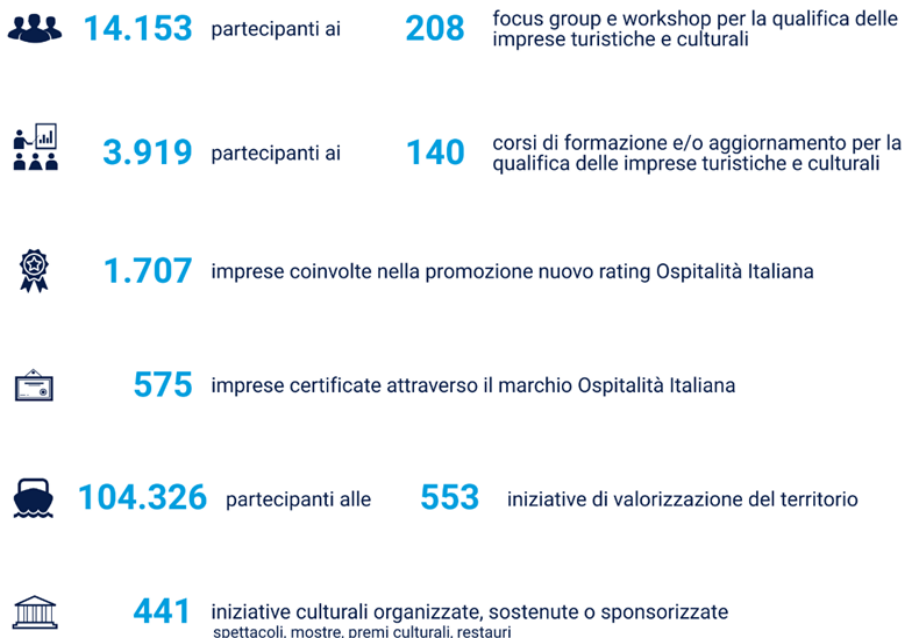 14.153 partecipanti ai 208 focus group e workshop per la qualifica delle
imprese turistiche e culturali
3.919 partecipanti ai 140 corsi di formazione e/o aggiornamento per la
qualifica delle imprese turistiche e culturali
1.707 imprese coinvolte nella promozione nuovo rating Ospitalità Italiana
575 imprese certificate attraverso il marchio Ospitalità Italiana
104.326 partecipanti alle 553 iniziative di valorizzazione del territorio
441 iniziative culturali organizzate, sostenute o sponsorizzate
spettacoli, mostre, premi culturali, restauri